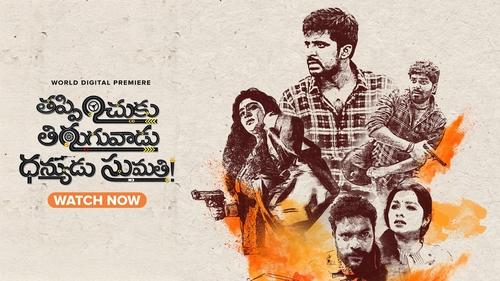 WORLD DIGITAL PREMIERE
తప్పించుకు
తిరుగువాడు
ధన్యుడు సుమతి!
WATCH NOW